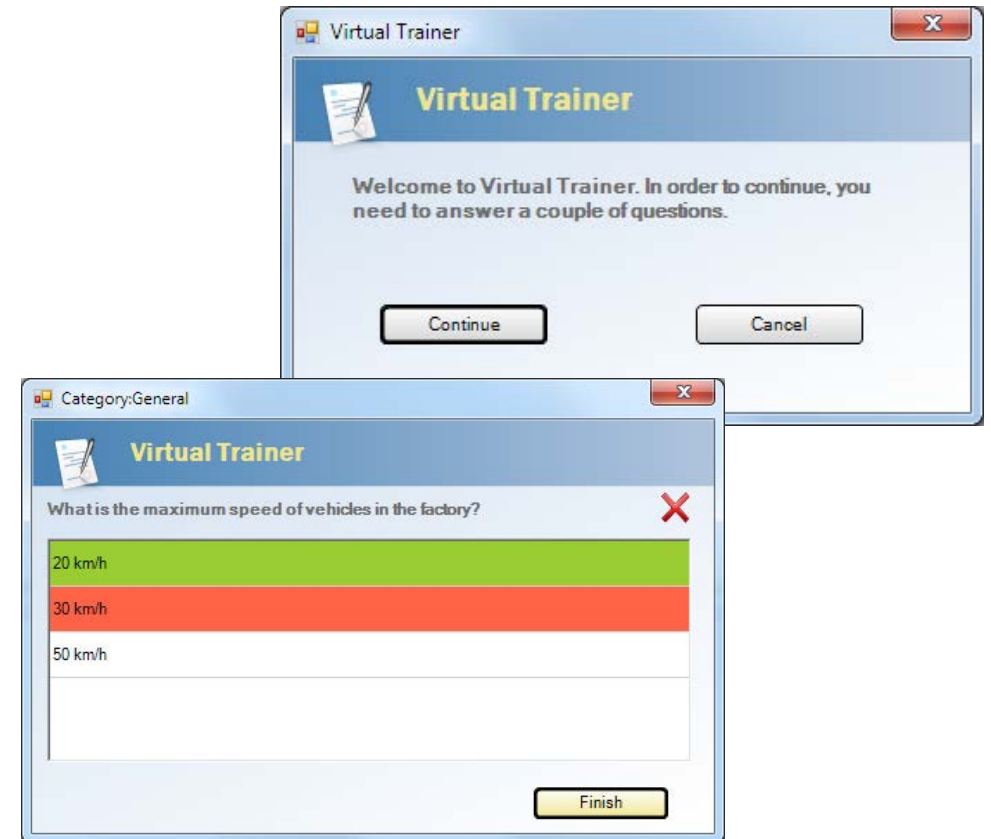 Virtual Trainer
Virtual Trainer
Welcome to Virtual Trainer. In order to continue, you
need to answer a couple of questions.
Continue
Cancel
Category:General
Virtual Trainer
What is the maximum speed of vehicles in the factory?
20 km/h
30 km/h
50 km/h
Finish